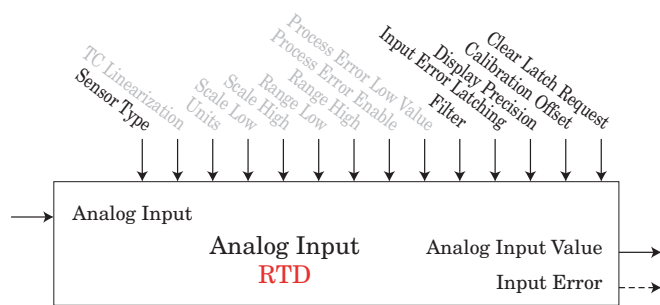 Sensor Type
TC Linearization
Units
Scale Low
Scale High
Range Low
Range High
Process Error Enable
Process Error Low Value
Filter
Input Error Latching
Display Precision
Calibration Offset
Clear Latch Request
Analog Input
Analog Input
RTD
Analog Input Value
Input Error